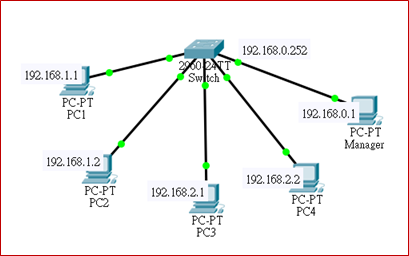 192.168.0.252
2960-24TT
Switch
192.168.1.1
PC-PT
PC1
192.168.0.1
PC-PT
Manager
192.168.1.2
PC-PT
PC2
192.168.2.1
PC-PT
PC3
192.168.2.2
PC-PT
PC4